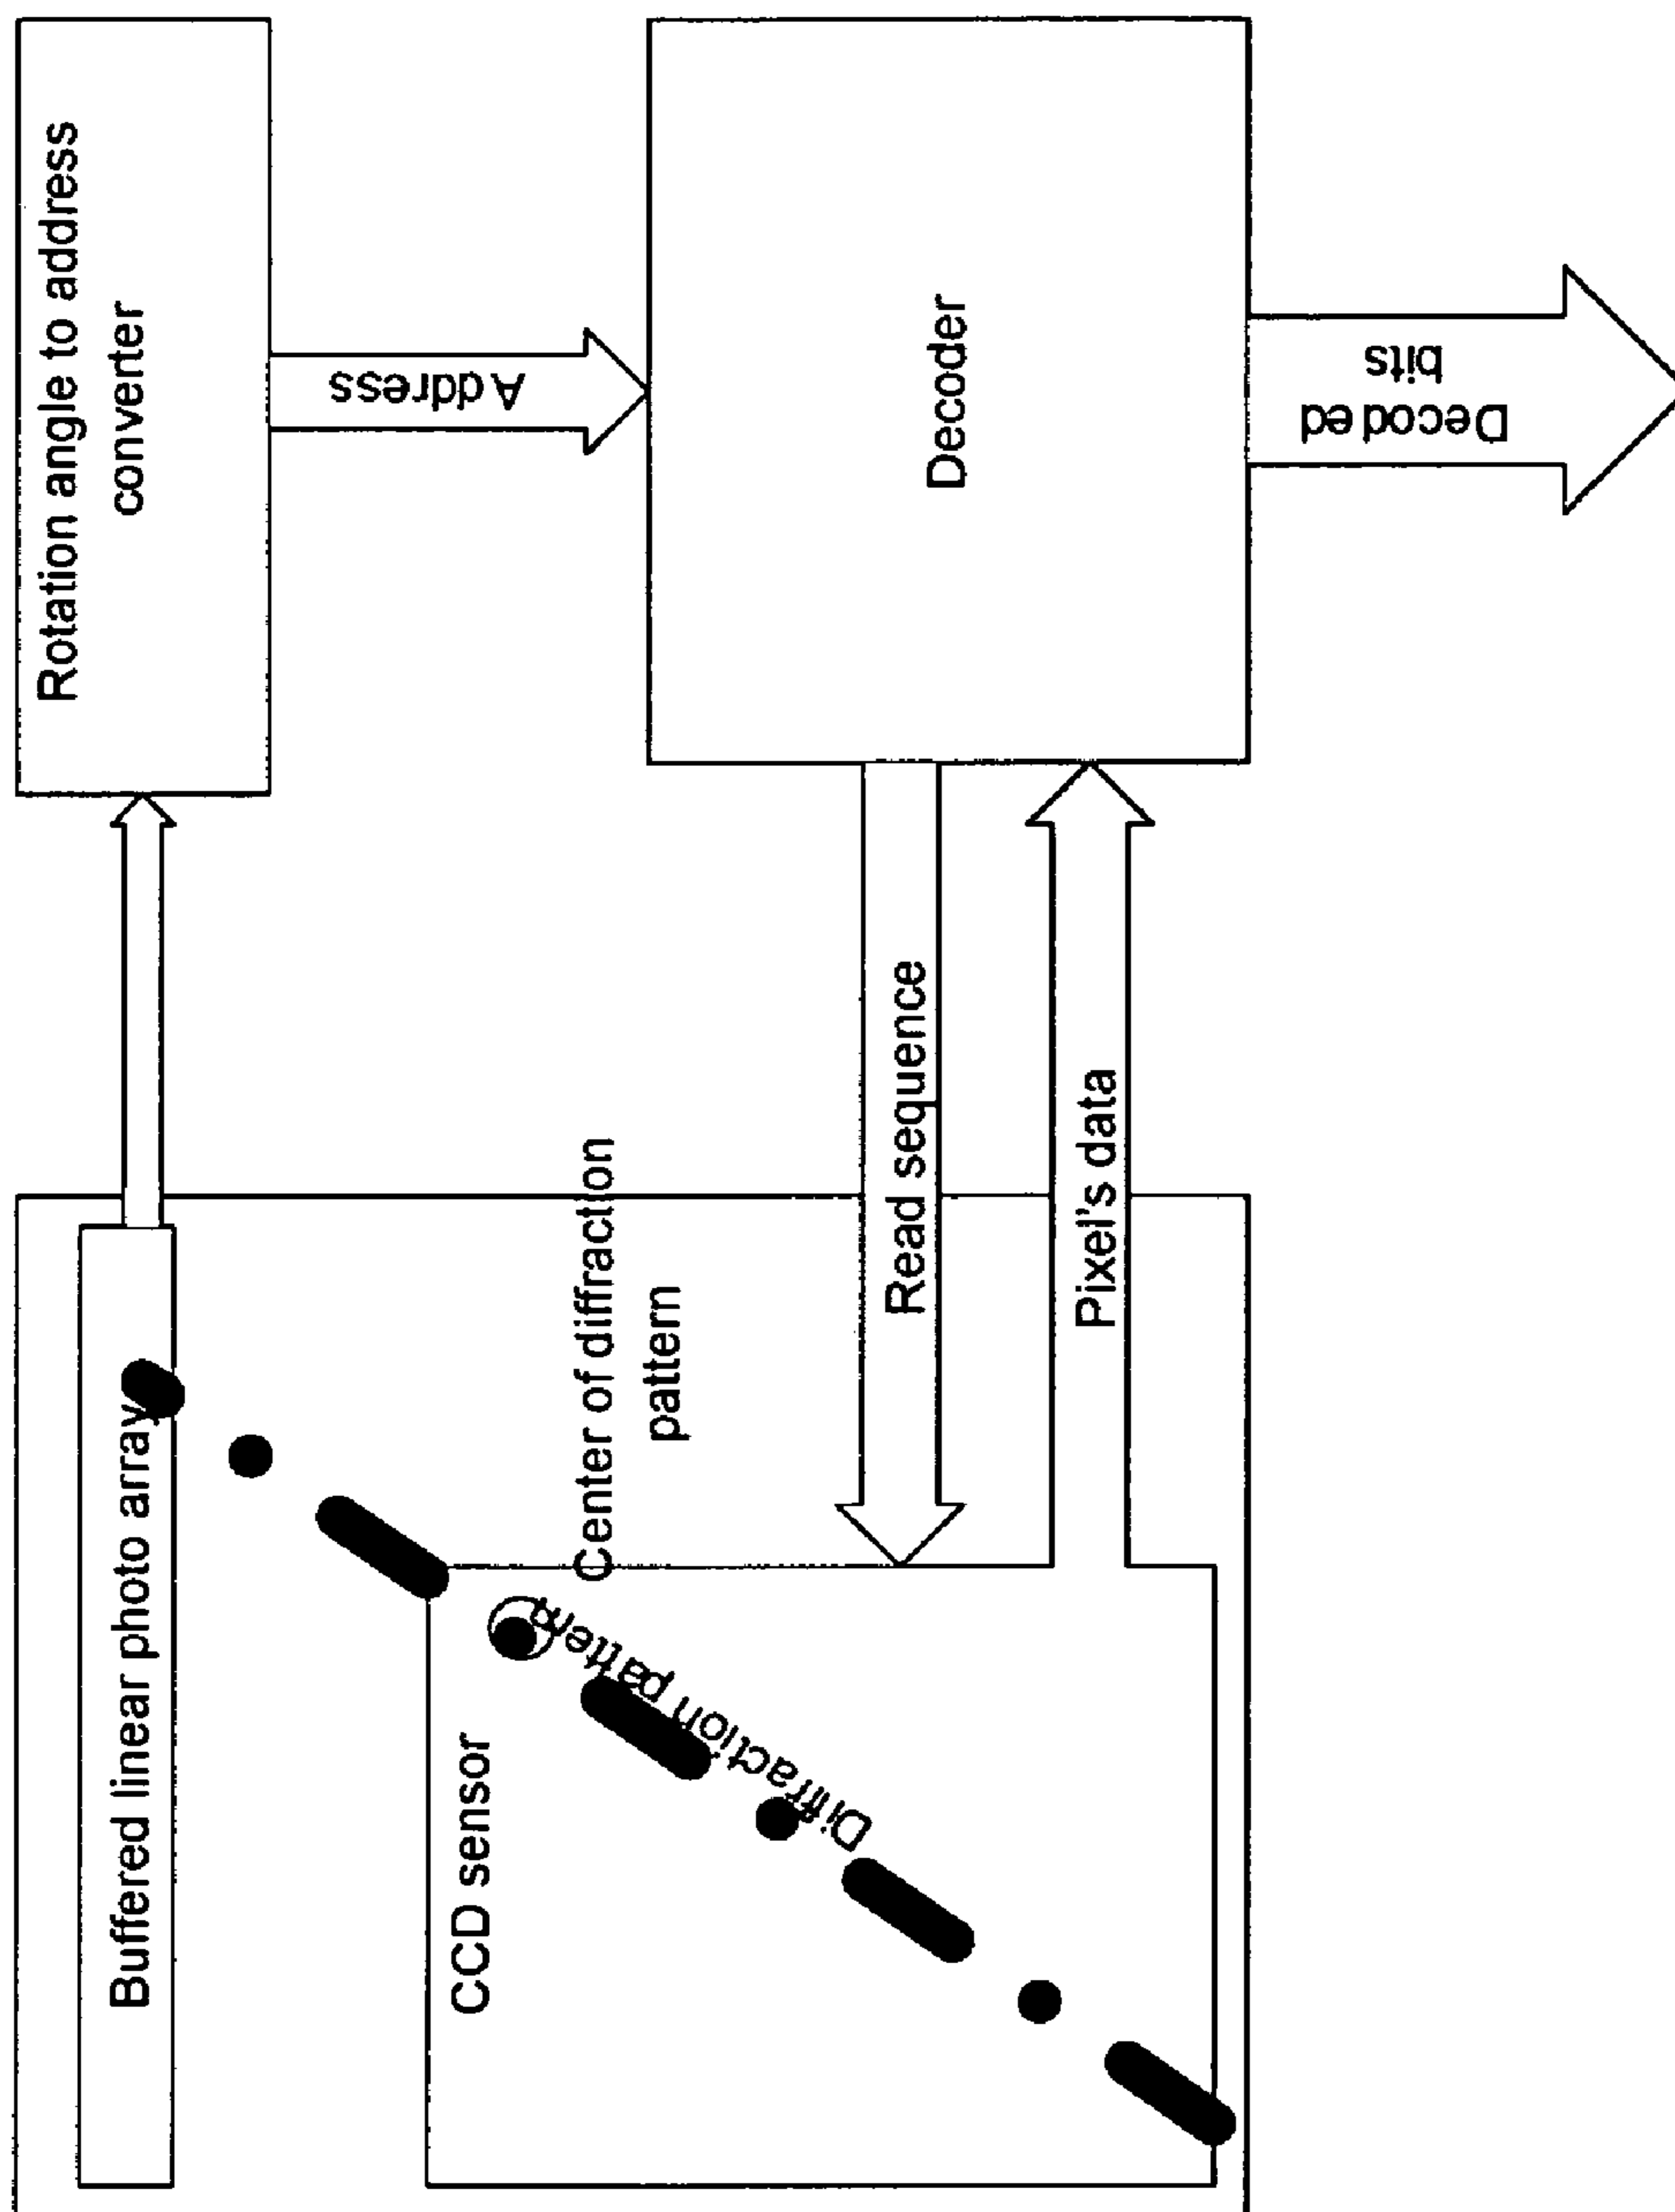 Rotation angle to address
converter
Address
Decoder
Decoded
bits
Buffered linear photo array
Center of diffraction
pattern
CCD sensor
Diffraction pattern
Read sequence
Pixel's data